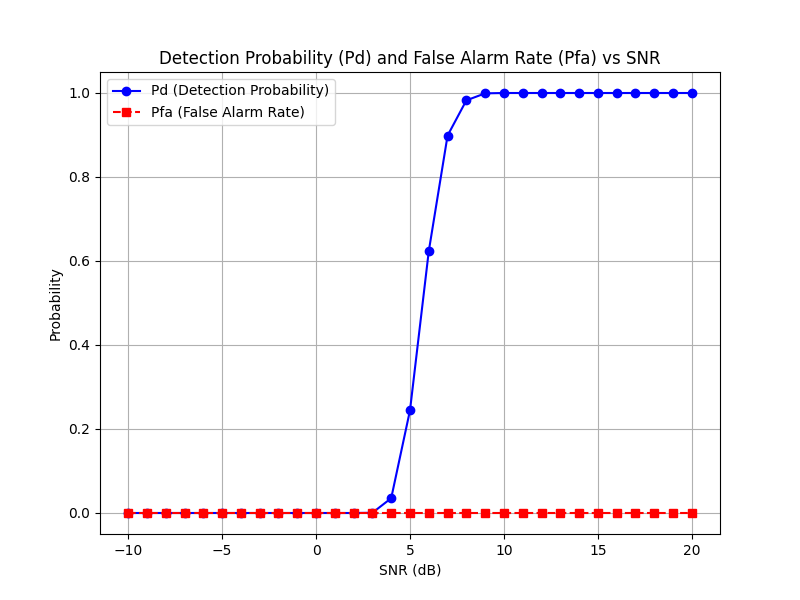 Detection Probability (Pd) and False Alarm Rate (Pfa) vs SNR
Pd (Detection Probability)
Pfa (False Alarm Rate)
1.0
0.8
0.6
0.4
0.2
0.0
Probability
−10
−5
0
5
10
15
20
SNR (dB)